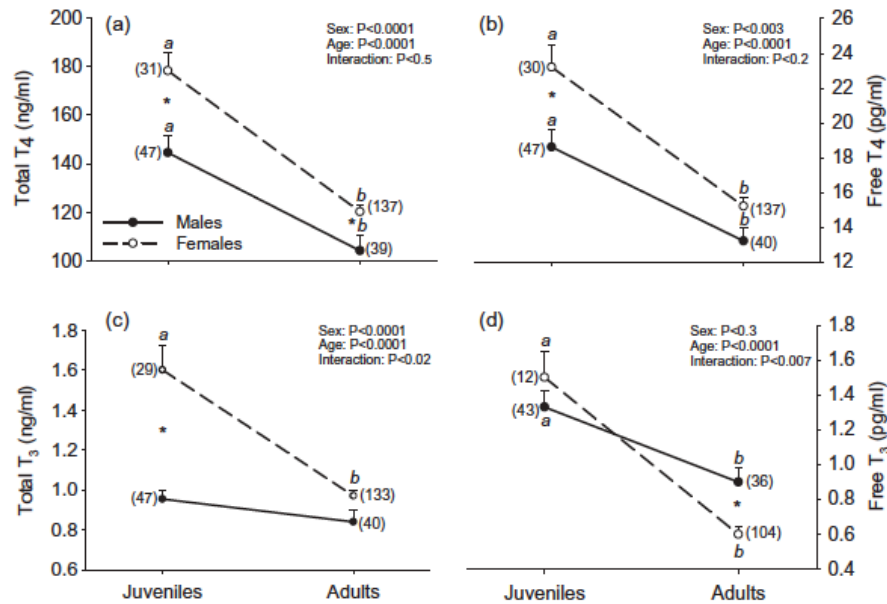 (a)
Sex: P<0.0001
Age: P<0.0001
Interaction: P<0.5
200
180
160
140
120
100
Total T4 (ng/ml)
a
(31)
*
a
(47)
b
(137)
*
b
(39)
Males
Females
(b)
Sex: P<0.003
Age: P<0.0001
Interaction: P<0.2
26
24
22
20
18
16
14
12
Free T4 (pg/ml)
a
(30)
*
a
(47)
b
(137)
b
(40)
(c)
Sex: P<0.0001
Age: P<0.0001
Interaction: P<0.02
1.8
1.6
1.4
1.2
1.0
0.8
0.6
Total T3 (ng/ml)
a
(29)
*
(47)
b
(133)
(40)
Juveniles
Adults
(d)
Sex: P<0.3
Age: P<0.0001
Interaction: P<0.007
1.8
1.6
1.4
1.2
1.0
0.8
0.6
0.4
Free T3 (pg/ml)
a
(12)
(43)
a
b
(36)
*
(104)
b
Juveniles
Adults